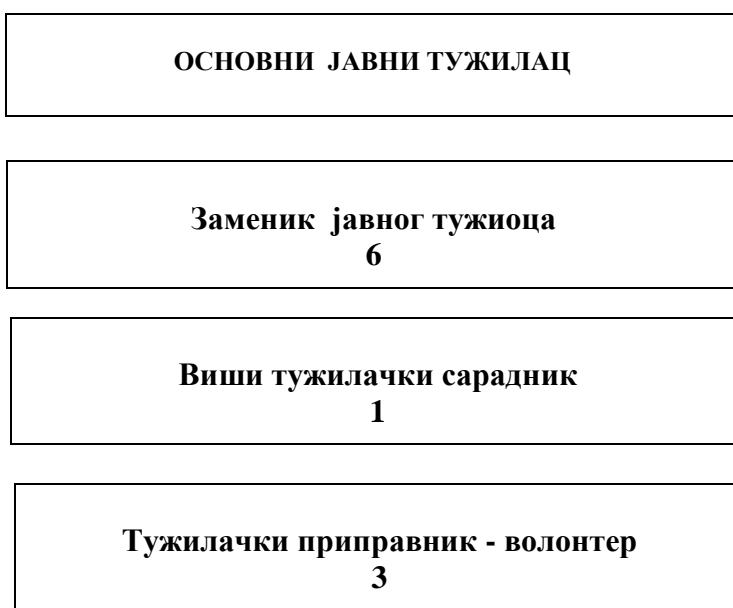 ОСНОВНИ ЈАВНИ ТУЖИЛАЦ
Заменик јавног тужиоца
6
Виши тужилачки сарадник
1
Тужилачки приправник - волонтер
3